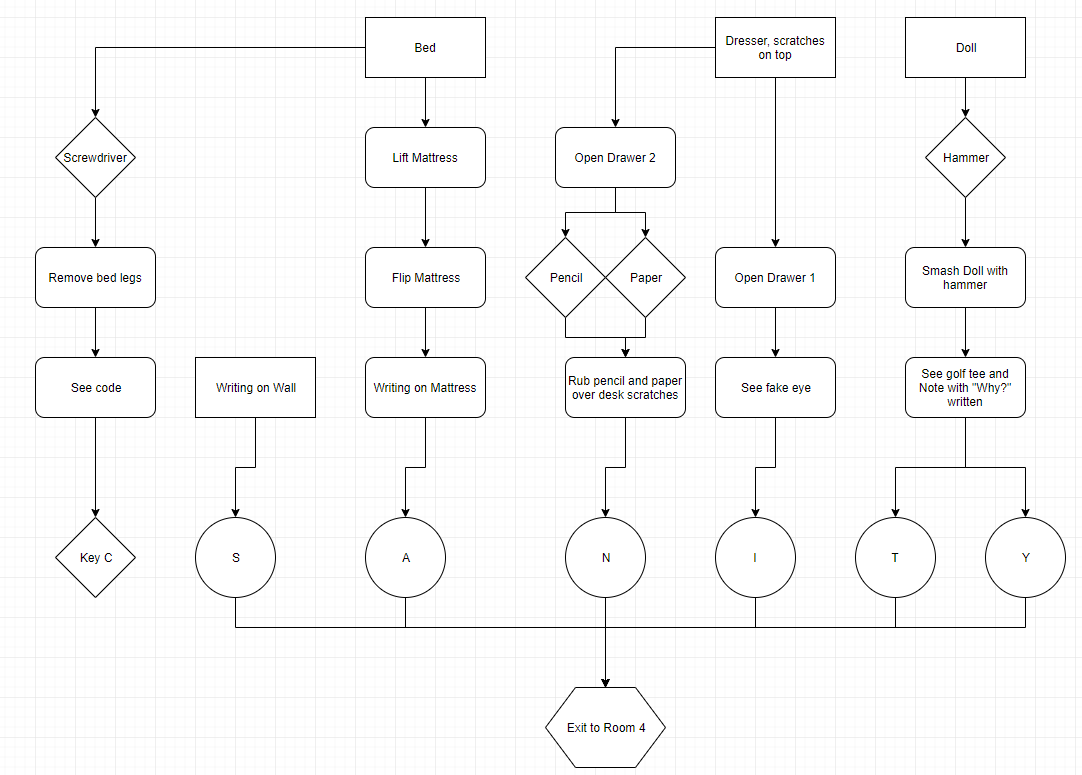 Bed
Dresser, scratches
on top
Doll
Screwdriver
Lift Mattress
Open Drawer 2
Hammer
Remove bed legs
Flip Mattress
Pencil
Paper
Open Drawer 1
Smash Doll with
hammer
See code
Writing on Wall
Writing on Mattress
Rub pencil and paper
over desk scratches
See fake eye
See golf tee and
Note with "Why?"
written
Key C
S
A
N
I
T
Y
Exit to Room 4